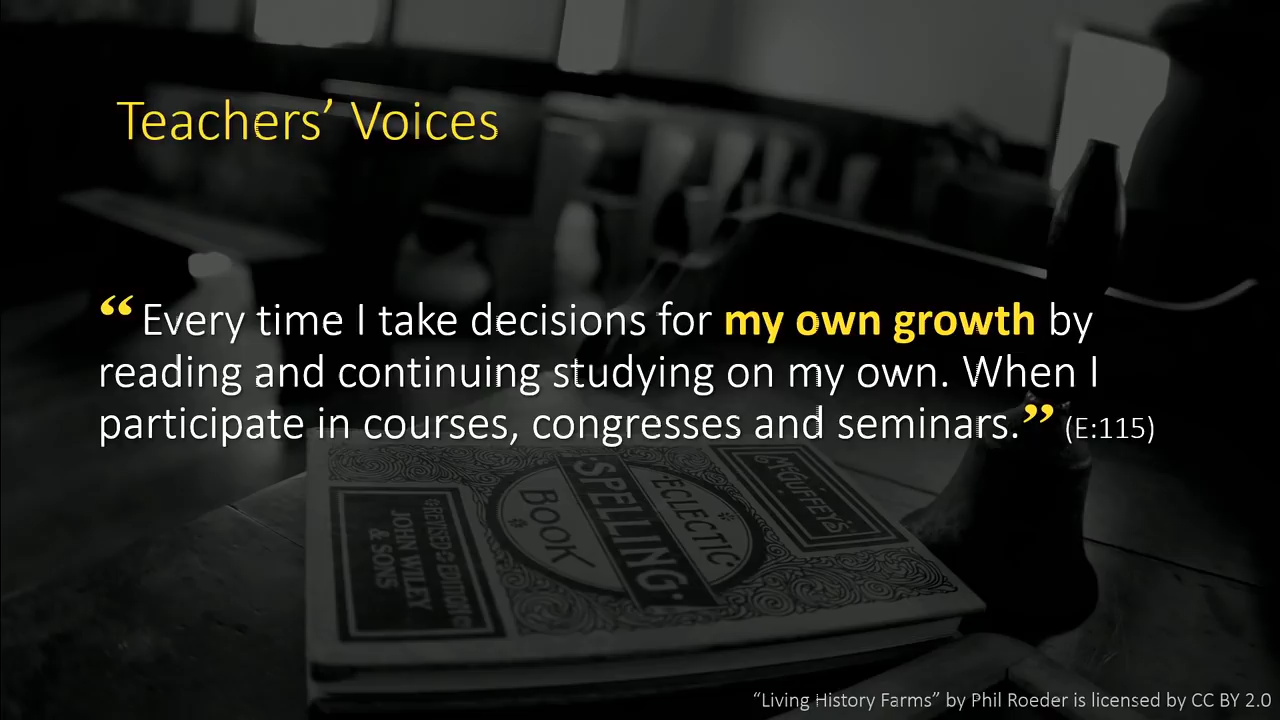 Teachers’ Voices
“Every time I take decisions for my own growth by
reading and continuing studying on my own. When I
participate in courses, congresses and seminars.” (E:115)
McGUFFEY'S
·ECLECTIC·
·SPELLING·
BOOK
REVISED EDITION
JOHN WILEY
& SONS
“Living History Farms” by Phil Roeder is licensed by CC BY 2.0